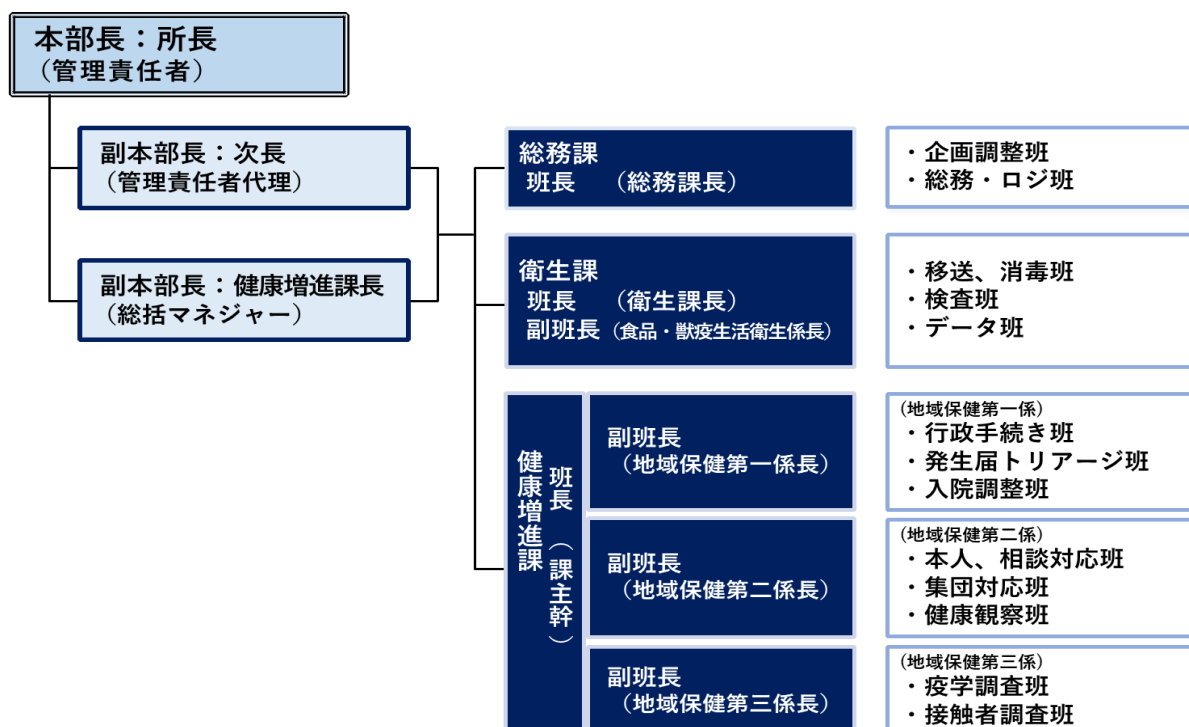 本部長：所長
（管理責任者）
副本部長：次長
（管理責任者代理）
副本部長：健康増進課長
（総括マネジャー）
総務課
班長　（総務課長）
・企画調整班
・総務・ロジ班
衛生課
班長　（衛生課長）
副班長（食品・獣疫生活衛生係長）
・移送、消毒班
・検査班
・データ班
健康増進課
班長（課主幹）
副班長
（地域保健第一係長）
(地域保健第一係)
・行政手続き班
・発生届トリアージ班
・入院調整班
副班長
（地域保健第二係長）
(地域保健第二係)
・本人、相談対応班
・集団対応班
・健康観察班
副班長
（地域保健第三係長）
(地域保健第三係)
・疫学調査班
・接触者調査班